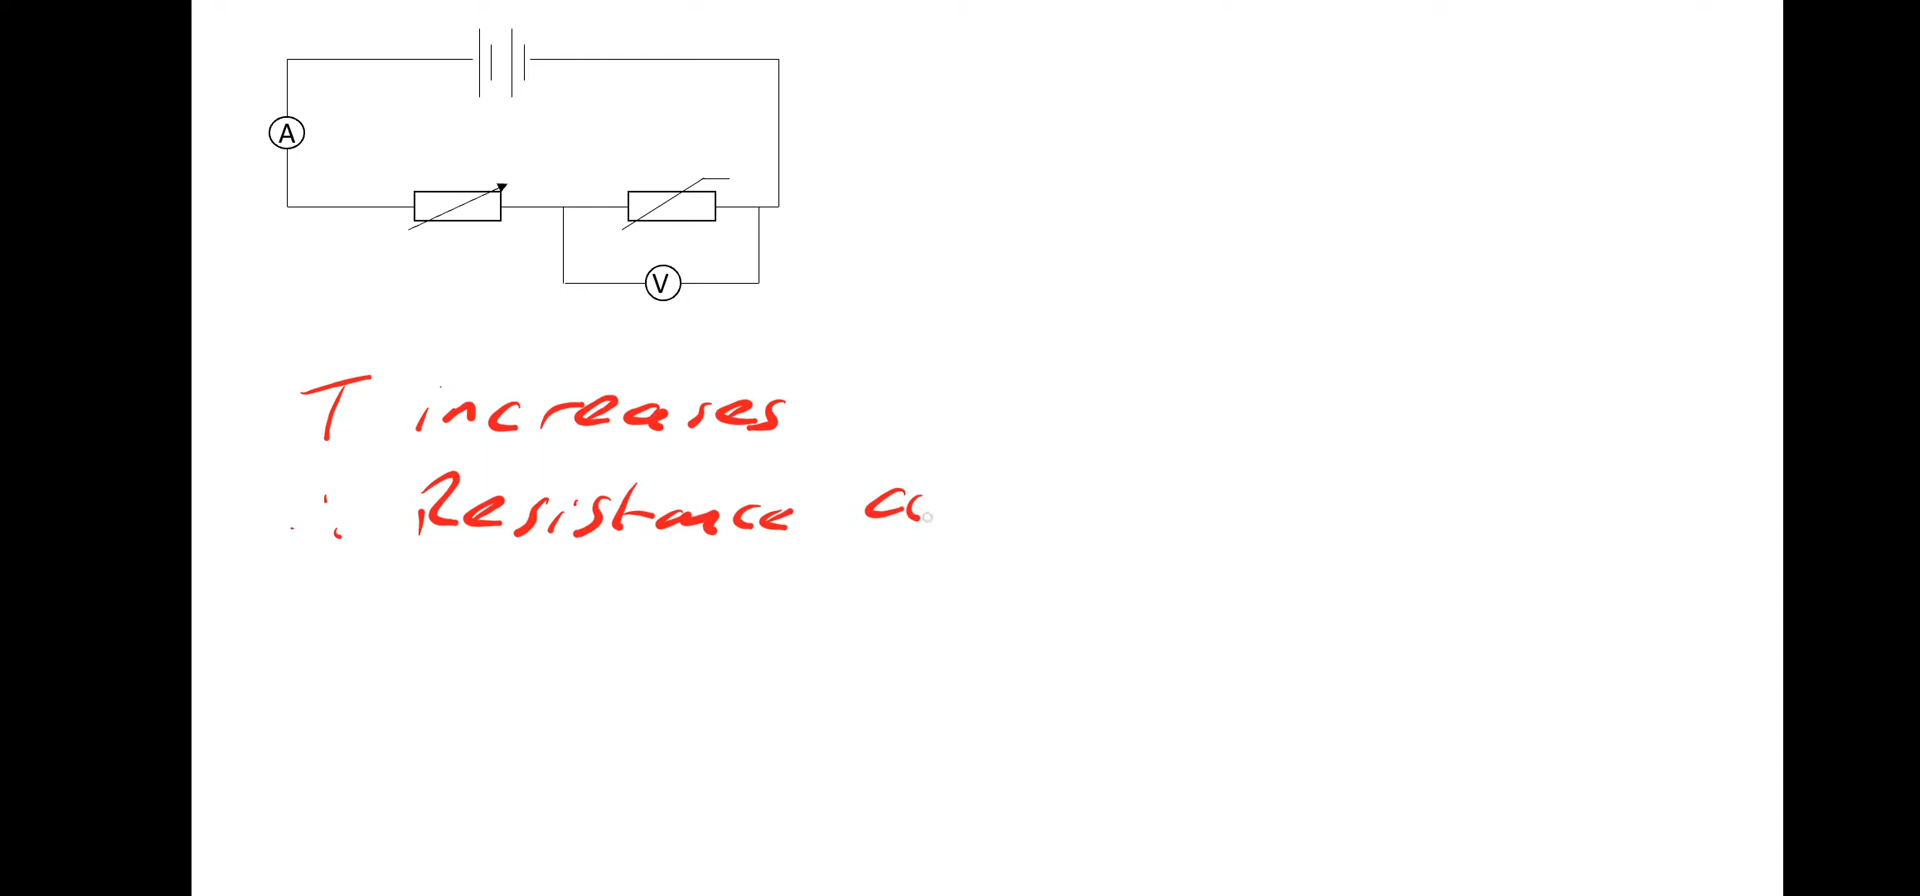 A
V
T increases
∴ Resistance